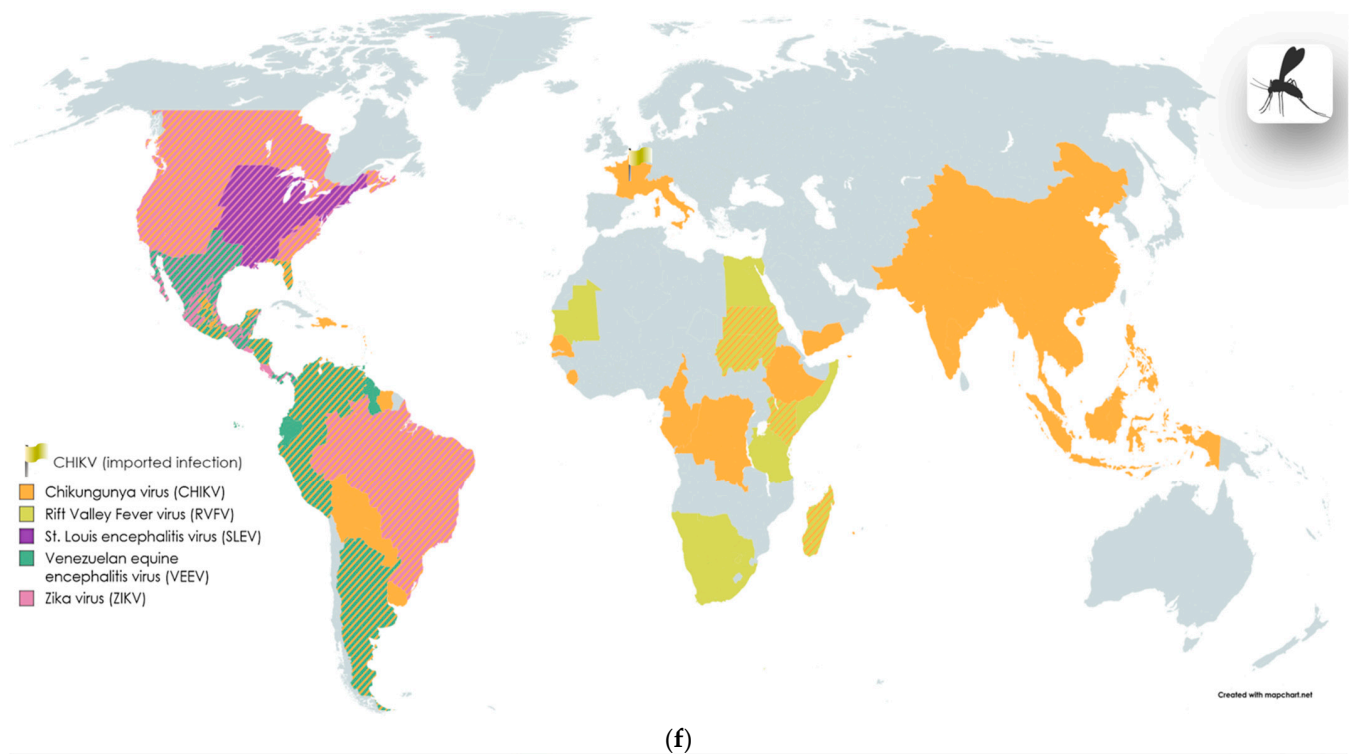 CHIKV (imported infection)
Chikungunya virus (CHIKV)
Rift Valley Fever virus (RVFV)
St. Louis encephalitis virus (SLEV)
Venezuelan equine
encephalitis virus (VEEV)
Zika virus (ZIKV)
Created with mapchart.net
(f)